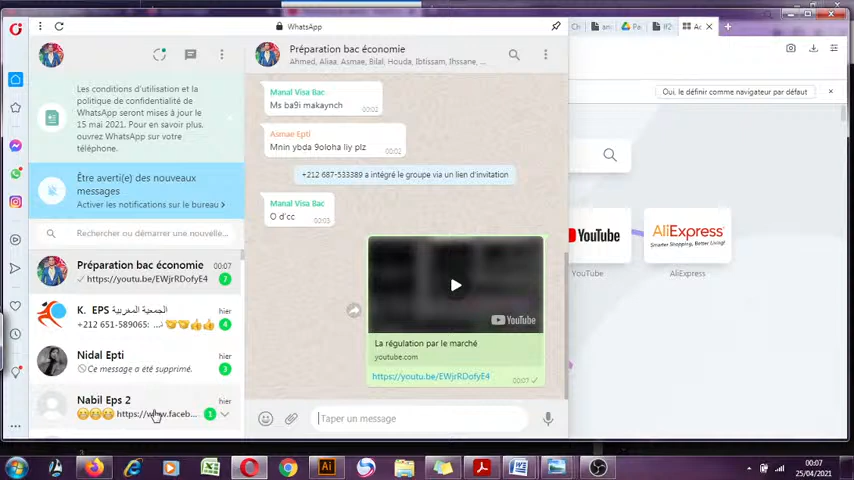 WhatsApp
Préparation bac économie
Ahmed, Aliaa, Asmae, Bilal, Houda, Ibtissam, Ihssane, ...
Les conditions d'utilisation et la
politique de confidentialité de
WhatsApp seront mises à jour le
15 mai 2021. Pour en savoir plus,
ouvrez WhatsApp sur votre
téléphone.
Être averti(e) des nouveaux
messages
Activer les notifications sur le bureau >
Rechercher ou démarrer une nouvelle...
Préparation bac économie 00:07
https://youtu.be/EWjrRDofyE4 7
K. EPS الجمعية المغربية hier
+212 651-589065: ... 4
Nidal Epti hier
Ce message a été supprimé. 3
Nabil Eps 2 hier
https://www.faceb... 1
Manal Visa Bac
Ms ba9i makaynch 00:02
Asmae Epti
Mnin ybda 9oloha liy plz 00:02
+212 687-533389 a intégré le groupe via un lien d'invitation
Manal Visa Bac
O d'cc 00:03
YouTube
La régulation par le marché
youtube.com
https://youtu.be/EWjrRDofyE4 00:07
Taper un message
Oui, le définir comme navigateur par défaut
YouTube
YouTube
AliExpress
Smarter Shopping, Better Living!
AliExpress
00:07
25/04/2021